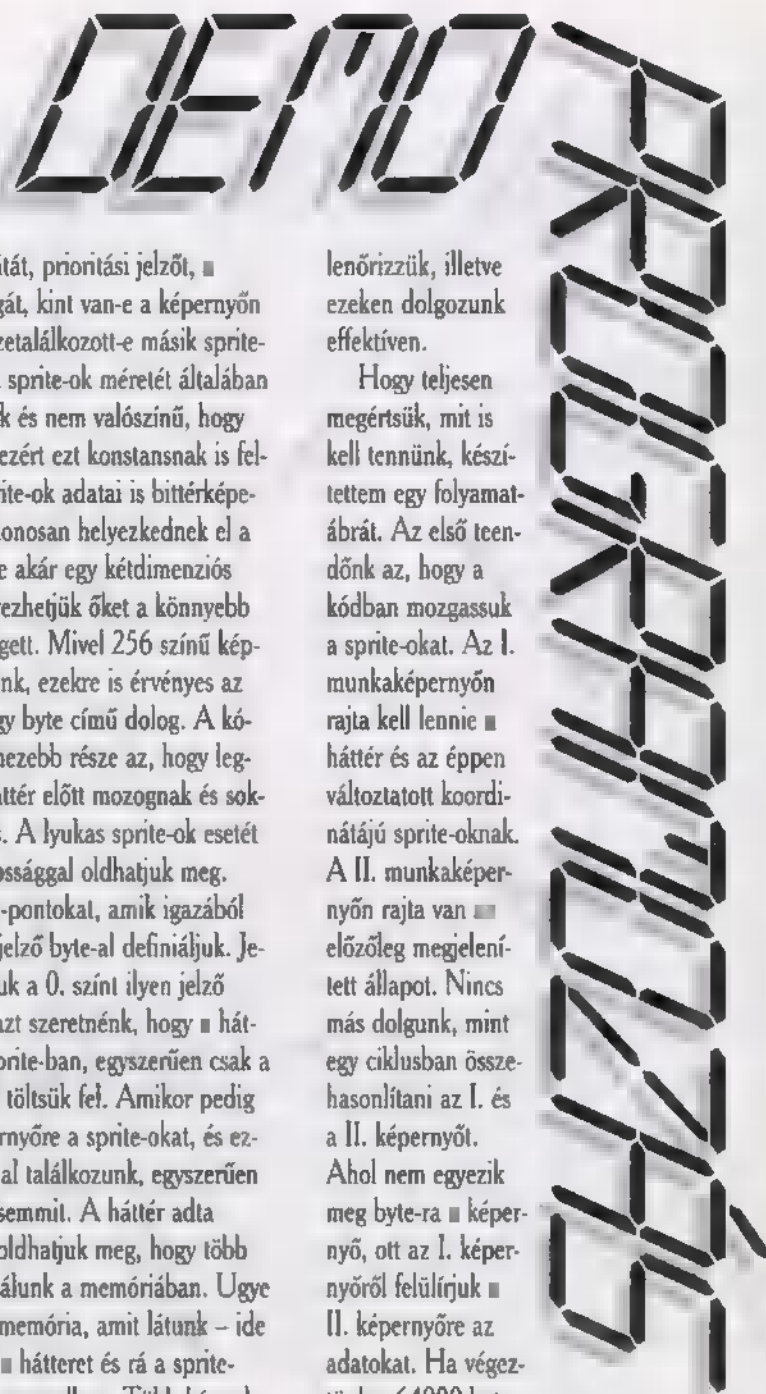 DEMO
itát, prioritási jelzőt,
gát, kint van-e a képernyőn
zetalálkozott-e másik sprite-
sprite-ok méretét általában
k és nem valószínű, hogy
ezért ezt konstansnak is fel-
rite-ok adatai is bittérképe-
lonosan helyezkednek el a
e akár egy kétdimenziós
ezhetjük őket a könnyebb
gett. Mivel 256 színű kép-
nk, ezekre is érvényes az
gy byte című dolog. A kó-
nezebb része az, hogy leg-
attér előtt mozognak és sok-
s. A lyukas sprite-ok esetét
ossággal oldhatjuk meg.
-pontokat, amik igazából
jelző byte-al definiáljuk. Je-
uk a 0. színt ilyen jelző
azt szeretnénk, hogy hát-
prite-ban, egyszerűen csak a
töltsük fel. Amikor pedig
rnyőre a sprite-okat, és ez-
al találkozunk, egyszerűen
semmit. A háttér adta
oldhatjuk meg, hogy több
álunk a memóriában. Ugye
memória, amit látunk – ide
hátteret és rá a sprite-
lenőrizzük, illetve
ezeken dolgozunk
effektíven.
Hogy teljesen
megértsük, mit is
kell tennünk, készí-
tettem egy folyamat-
ábrát. Az első teen-
dőnk az, hogy a
kódban mozgassuk
a sprite-okat. Az I.
munkaképernyőn
rajta kell lennie
háttér és az éppen
változtatott koordi-
nátájú sprite-oknak.
A II. munkaképer-
nyőn rajta van
előzőleg megjelení-
tett állapot. Nincs
más dolgunk, mint
egy ciklusban össze-
hasonlítani az I. és
a II. képernyőt.
Ahol nem egyezik
meg byte-ra képer-
nyő, ott az I. képer-
nyőről felülírjuk
II. képernyőre az
adatokat. Ha végez-